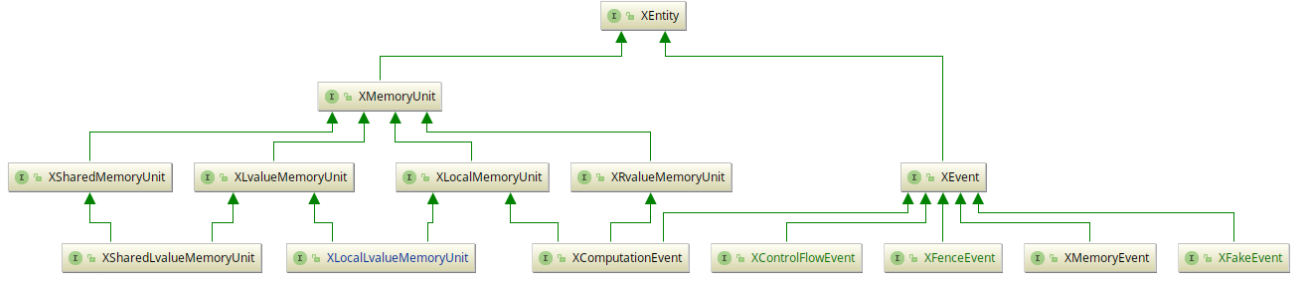 I XEntity
I XMemoryUnit
I XSharedMemoryUnit
I XLvalueMemoryUnit
I XLocalMemoryUnit
I XRvalueMemoryUnit
I XEvent
I XSharedLvalueMemoryUnit
I XLocalLvalueMemoryUnit
I XComputationEvent
I XControlFlowEvent
I XFenceEvent
I XMemoryEvent
I XFakeEvent